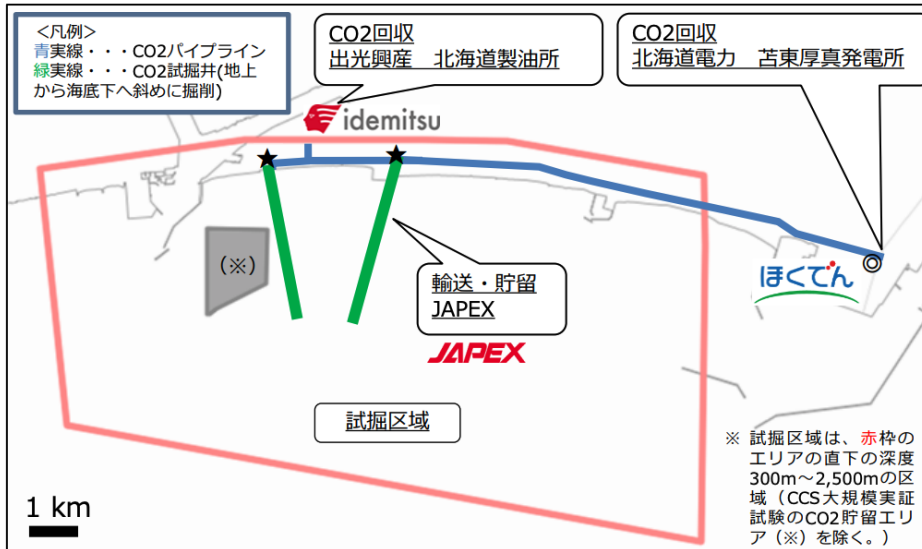 <凡例>
青実線・・・CO2パイプライン
緑実線・・・CO2試掘井(地上
から海底下へ斜めに掘削)
CO2回収
出光興産　北海道製油所
CO2回収
北海道電力　苫東厚真発電所
idemitsu
(※)
輸送・貯留
JAPEX
ほくでん
JAPEX
試掘区域
※ 試掘区域は、赤枠の
エリアの直下の深度
300m～2,500mの区
域（CCS大規模実証
試験のCO2貯留エリ
ア（※）を除く。）
1 km